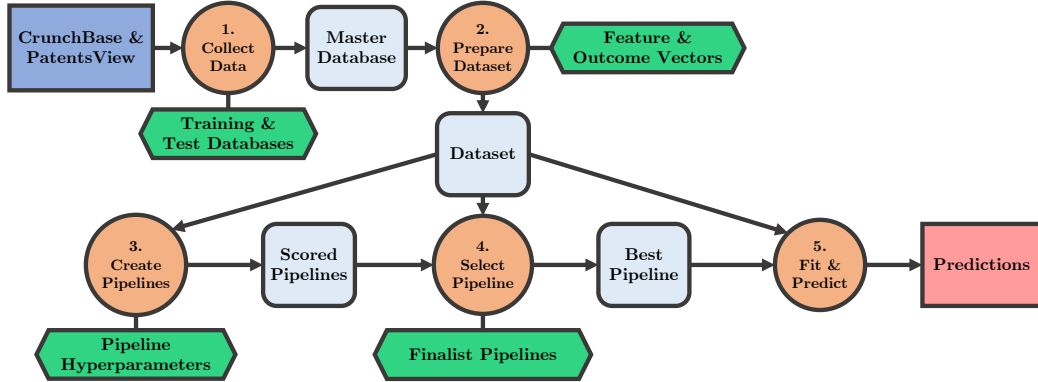 CrunchBase &
PatentsView
1.
Collect
Data
Master
Database
2.
Prepare
Dataset
Feature &
Outcome Vectors
Training &
Test Databases
Dataset
3.
Create
Pipelines
Scored
Pipelines
4.
Select
Pipeline
Best
Pipeline
5.
Fit &
Predict
Predictions
Pipeline
Hyperparameters
Finalist Pipelines